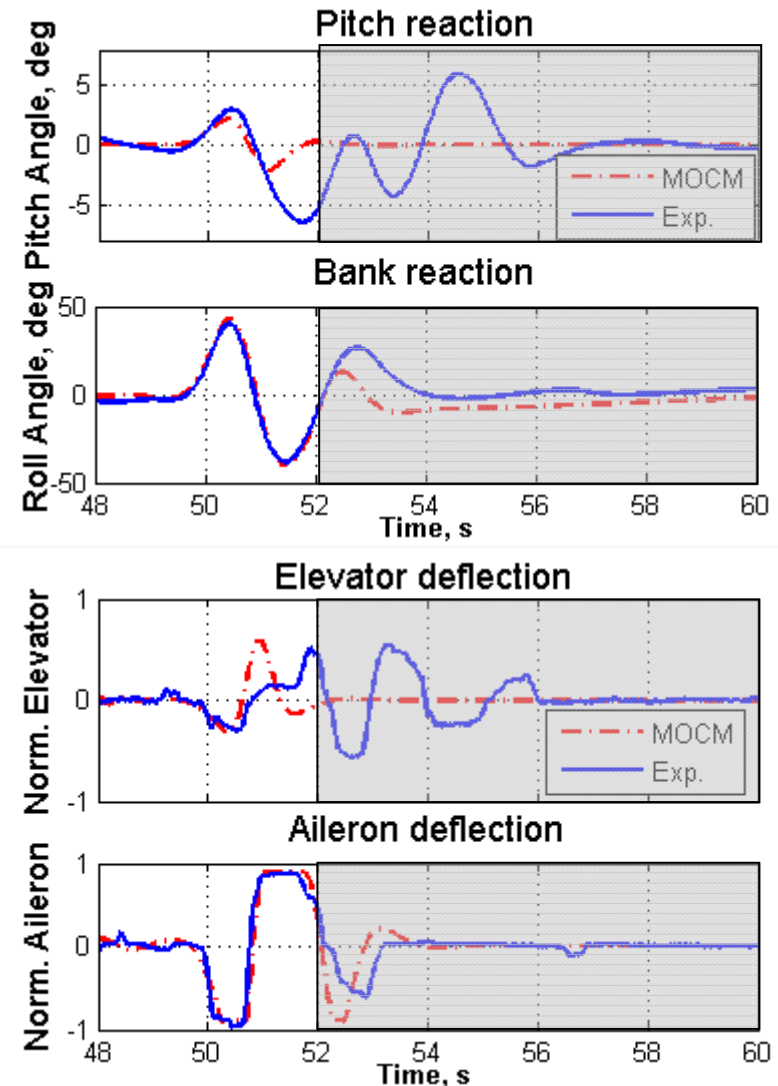 Pitch reaction
Pitch Angle, deg
5
0
-5
MOCM
Exp.
Bank reaction
Roll Angle, deg
50
0
-50
48 50 52 54 56 58 60
Time, s
Elevator deflection
Norm. Elevator
1
0
-1
MOCM
Exp.
Aileron deflection
Norm. Aileron
1
0
-1
48 50 52 54 56 58 60
Time, s